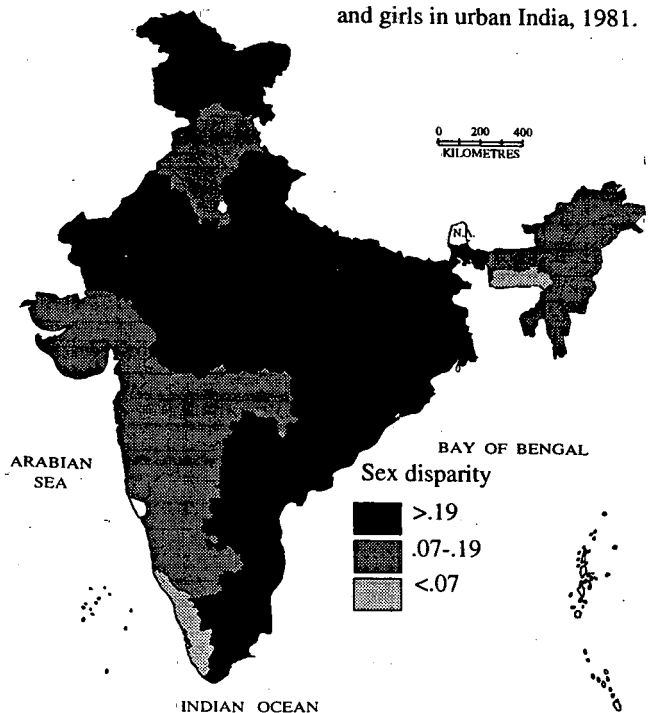 and girls in urban India, 1981.
0 200 400
KILOMETRES
N.A.
ARABIAN
SEA
BAY OF BENGAL
Sex disparity
>.19
.07-.19
<.07
INDIAN OCEAN